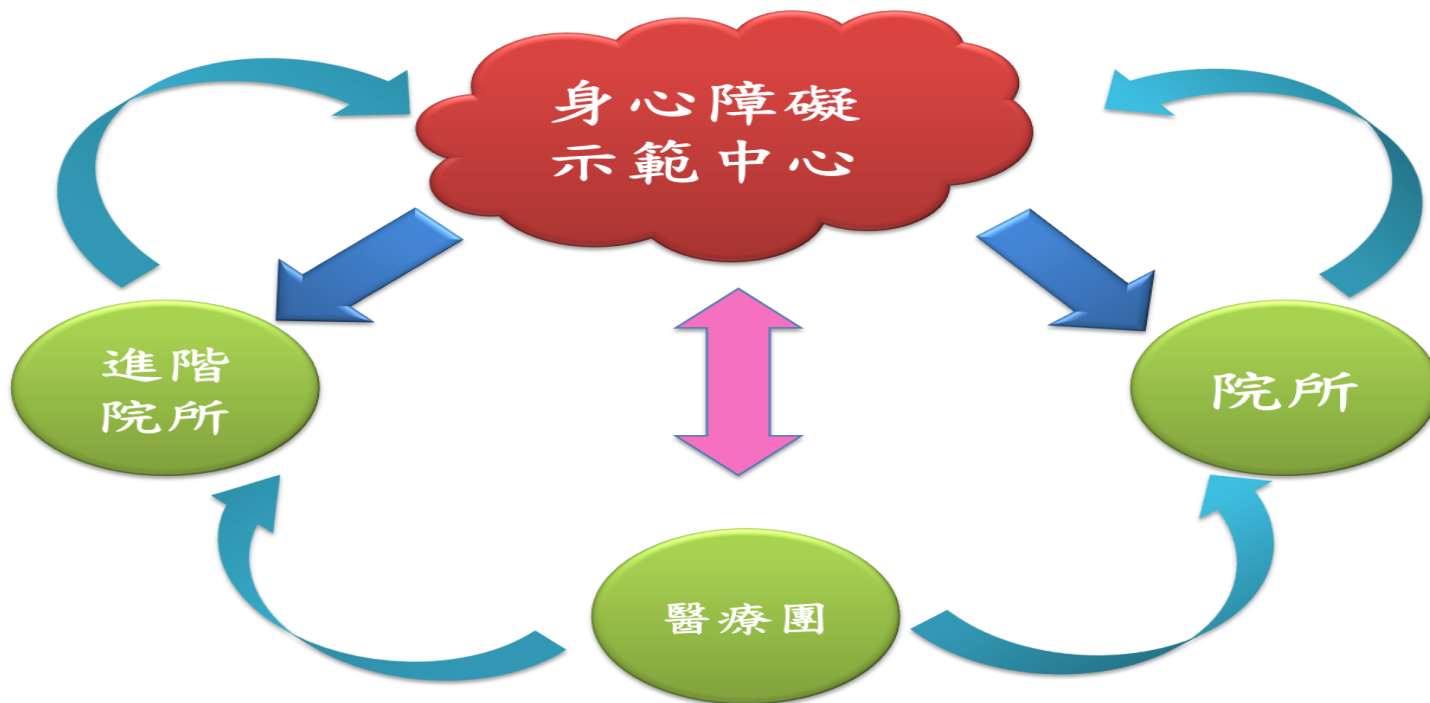 身心障礙
示範中心
進階
院所
院所
醫療團